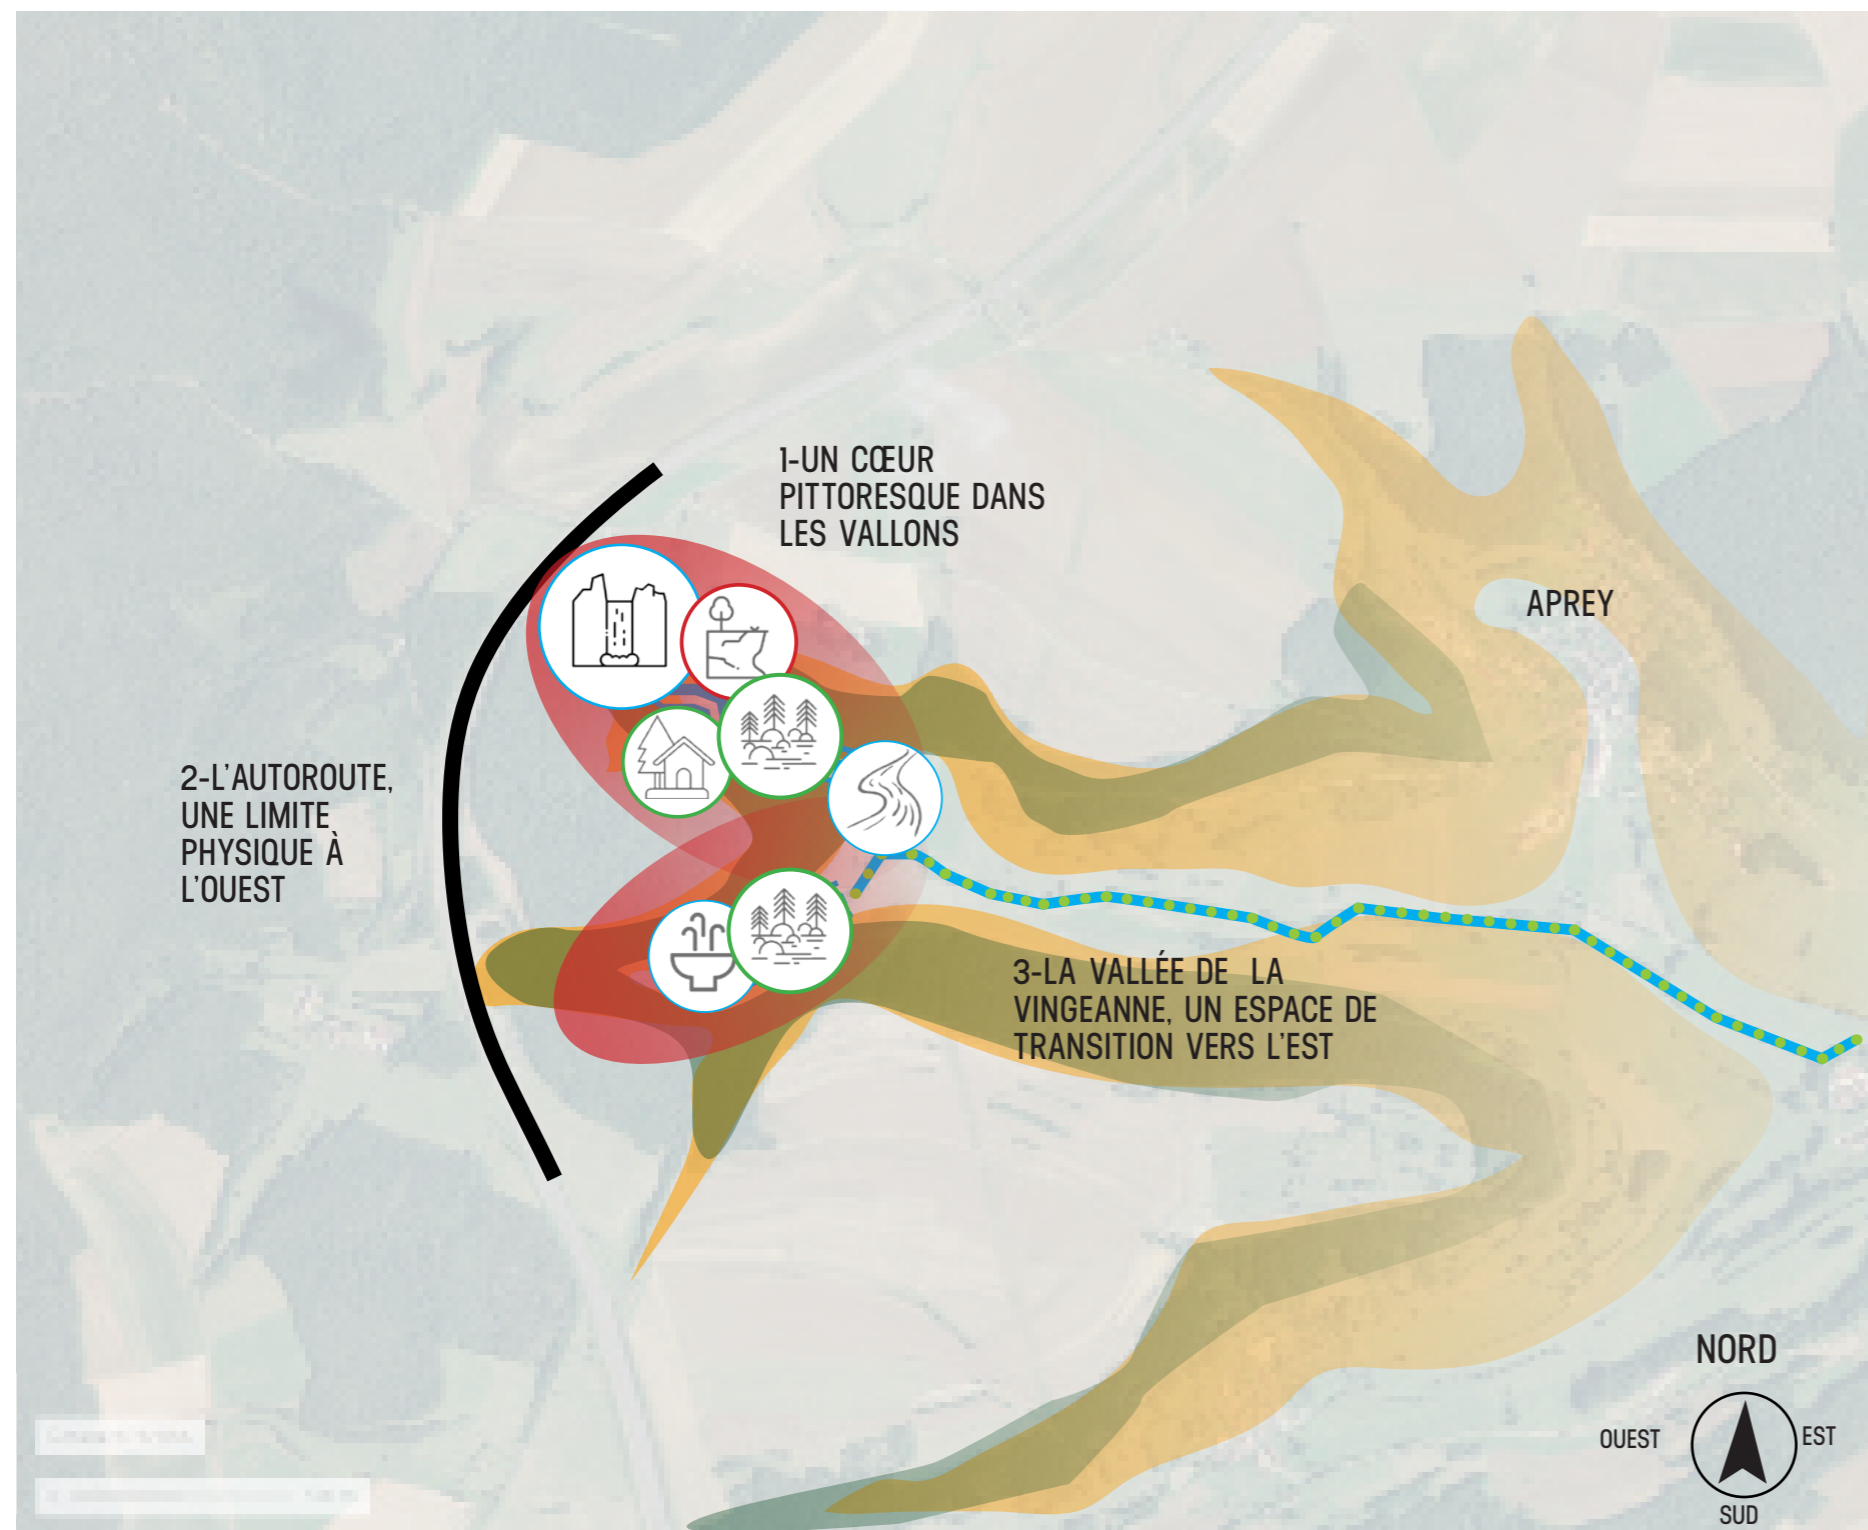 1-UN CŒUR
PITTORESQUE DANS
LES VALLONS
APREY
2-L'AUTOROUTE,
UNE LIMITE
PHYSIQUE À
L'OUEST
3-LA VALLÉE DE LA
VINGEANNE, UN ESPACE DE
TRANSITION VERS L'EST
NORD
OUEST
EST
SUD